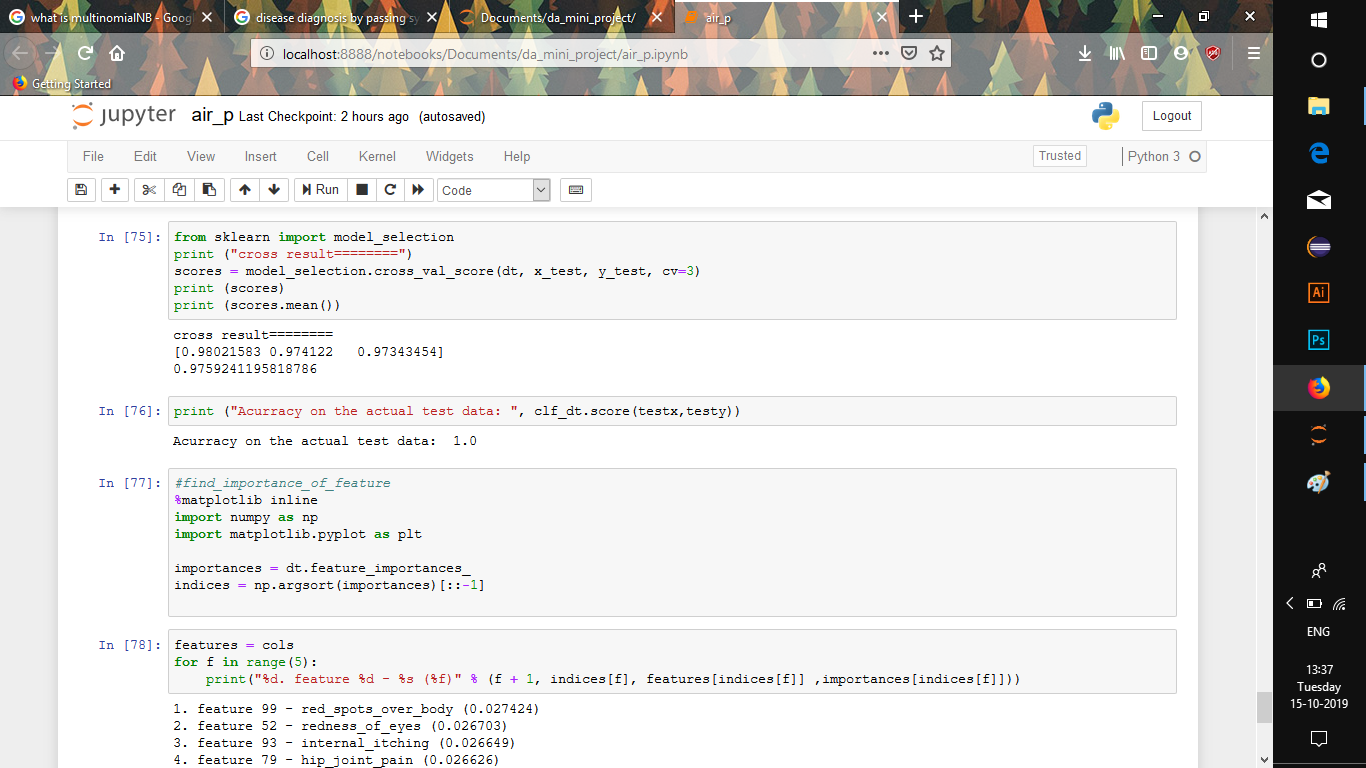 what is multinomialNB - Goog
disease diagnosis by passing sy
Documents/da_mini_project/
air_p
localhost:8888/notebooks/Documents/da_mini_project/air_p.ipynb
Getting Started
jupyter air_p Last Checkpoint: 2 hours ago (autosaved)
Logout
File Edit View Insert Cell Kernel Widgets Help
Trusted
Python 3
Run
Code
In [75]: from sklearn import model_selection
print ("cross result========")
scores = model_selection.cross_val_score(dt, x_test, y_test, cv=3)
print (scores)
print (scores.mean())
cross result========
[0.98021583 0.974122   0.97343454]
0.9759241195818786
In [76]: print ("Acurracy on the actual test data: ", clf_dt.score(testx,testy))
Acurracy on the actual test data:  1.0
In [77]: #find_importance_of_feature
%matplotlib inline
import numpy as np
import matplotlib.pyplot as plt
importances = dt.feature_importances_
indices = np.argsort(importances)[::-1]
In [78]: features = cols
for f in range(5):
    print("%d. feature %d - %s (%f)" % (f + 1, indices[f], features[indices[f]] ,importances[indices[f]]))
1. feature 99 - red_spots_over_body (0.027424)
2. feature 52 - redness_of_eyes (0.026703)
3. feature 93 - internal_itching (0.026649)
4. feature 79 - hip_joint_pain (0.026626)
Ai
Ps
ENG
13:37
Tuesday
15-10-2019